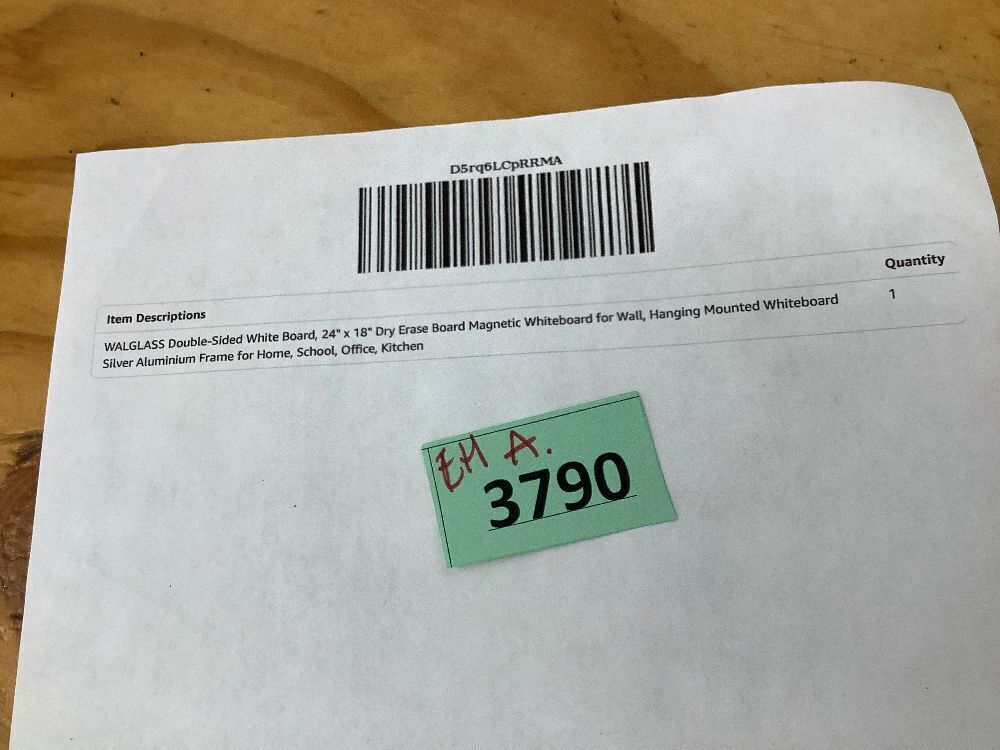 D5rq6LCpRRMA
Item Descriptions Quantity
WALGLASS Double-Sided White Board, 24" x 18" Dry Erase Board Magnetic Whiteboard for Wall, Hanging Mounted Whiteboard 1
Silver Aluminium Frame for Home, School, Office, Kitchen
EH A.
3790